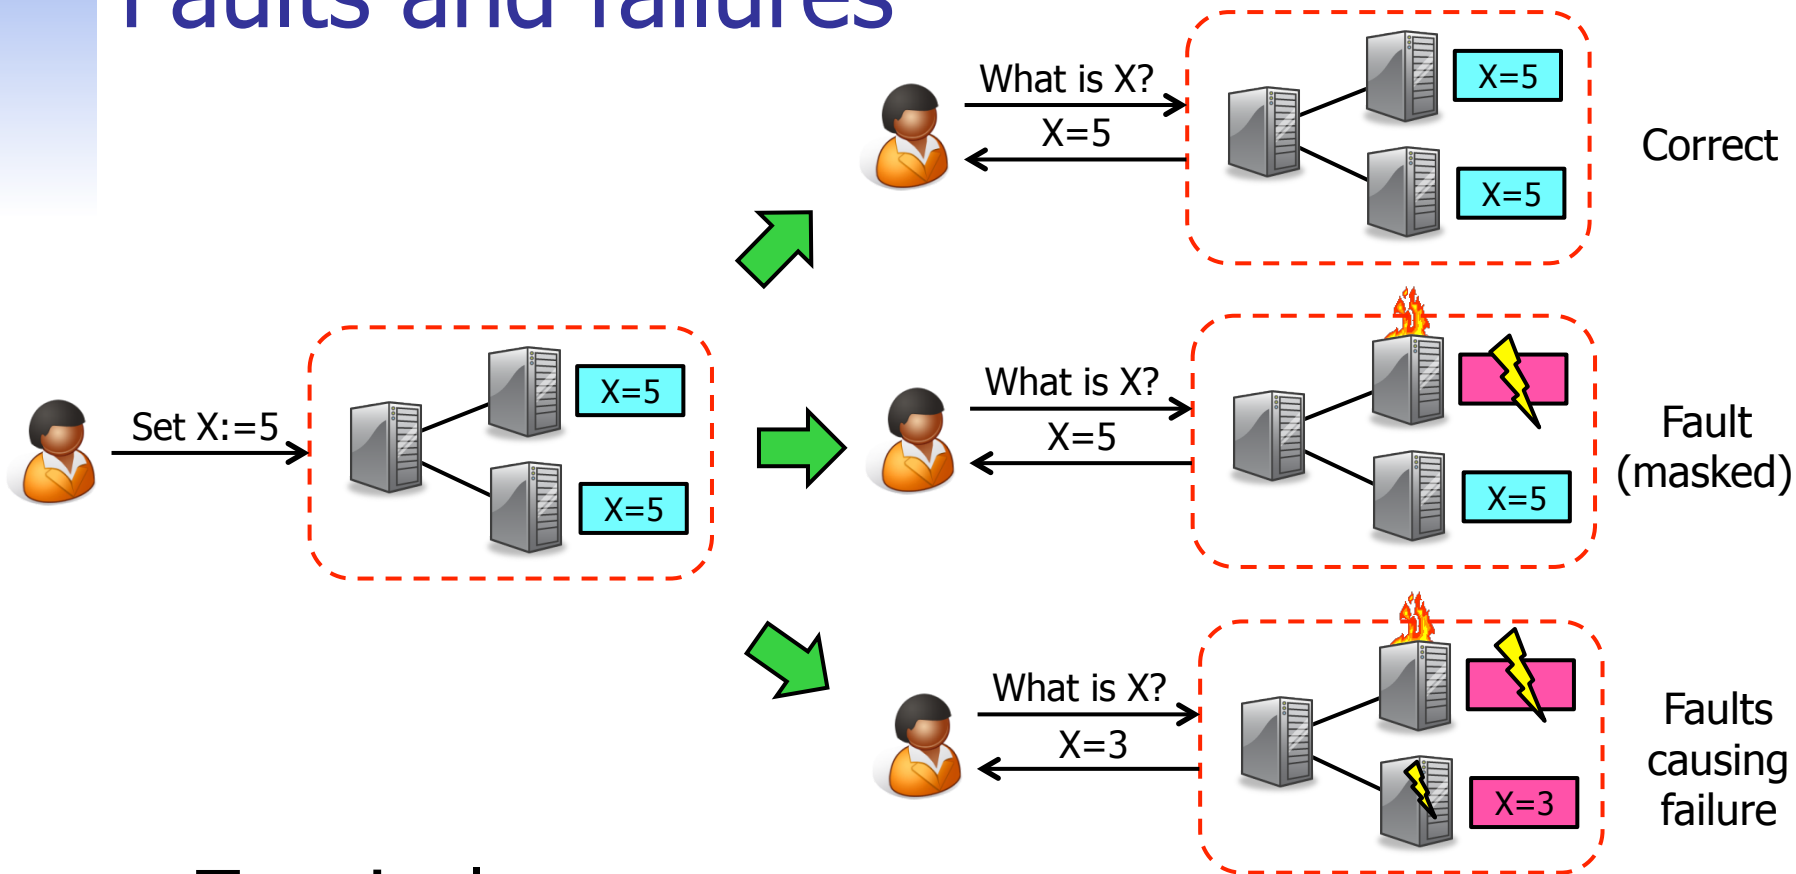 Faults and failures
What is X?
X=5
X=5
X=5
Correct
Set X:=5
X=5
X=5
What is X?
X=5
X=5
Fault
(masked)
What is X?
X=3
X=3
Faults
causing
failure